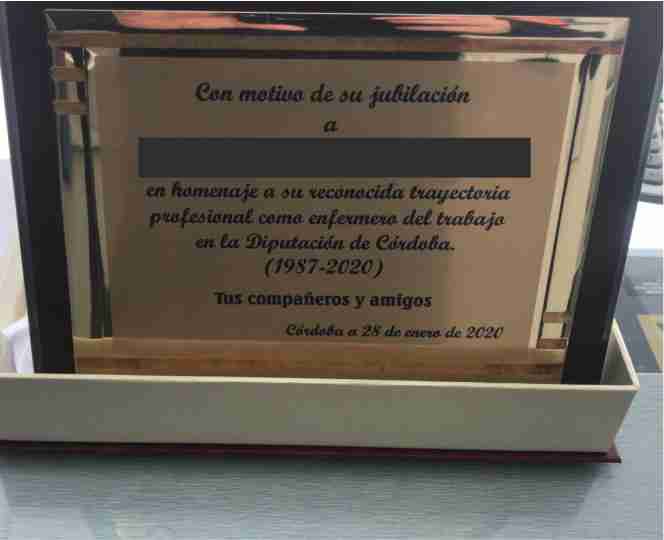 Con motivo de su jubilación
a
en homenaje a su reconocida trayectoria
profesional como enfermero del trabajo
en la Diputación de Córdoba.
(1987-2020)
Tus compañeros y amigos
Córdoba a 28 de enero de 2020